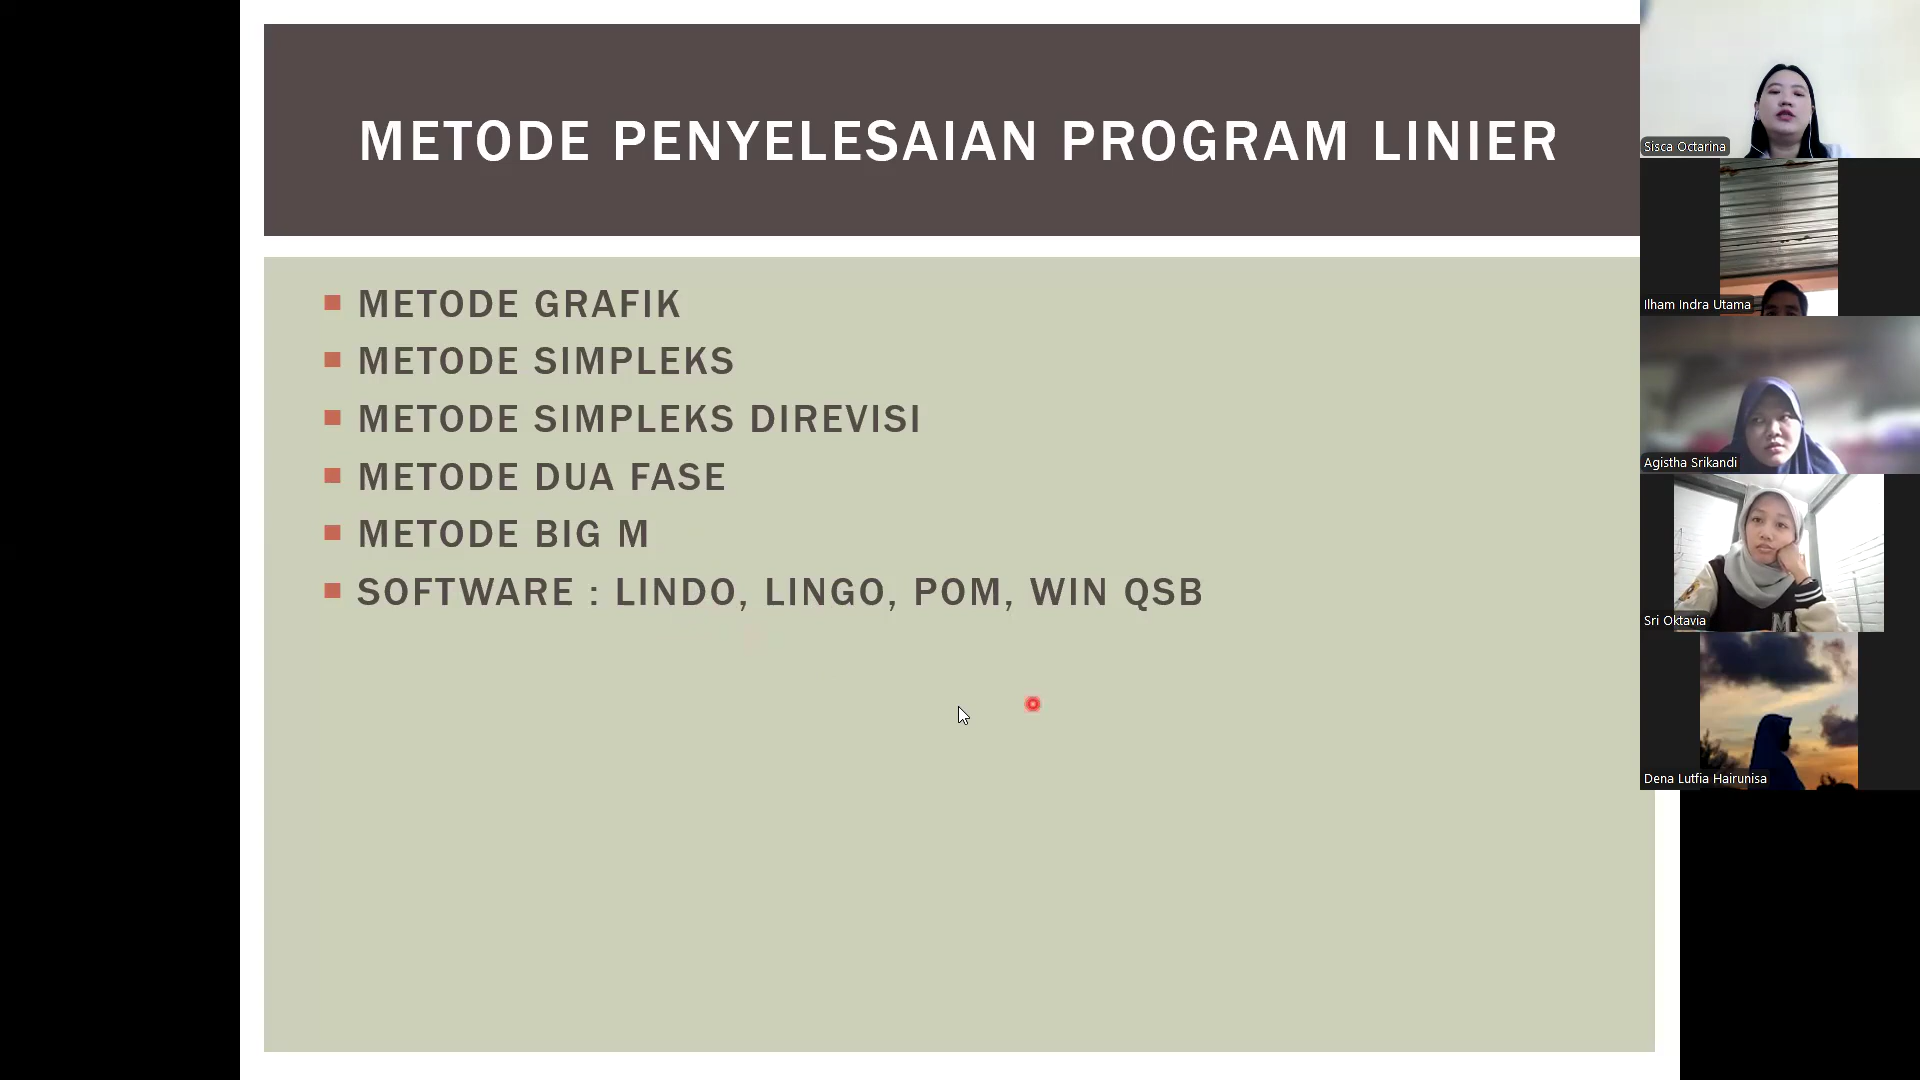 METODE PENYELESAIAN PROGRAM LINIER
METODE GRAFIK
METODE SIMPLEKS
METODE SIMPLEKS DIREVISI
METODE DUA FASE
METODE BIG M
SOFTWARE : LINDO, LINGO, POM, WIN QSB
Sisca Octarina
Ilham Indra Utama
Agistha Srikandi
Sri Oktavia
M
Dena Lutfia Hairunisa